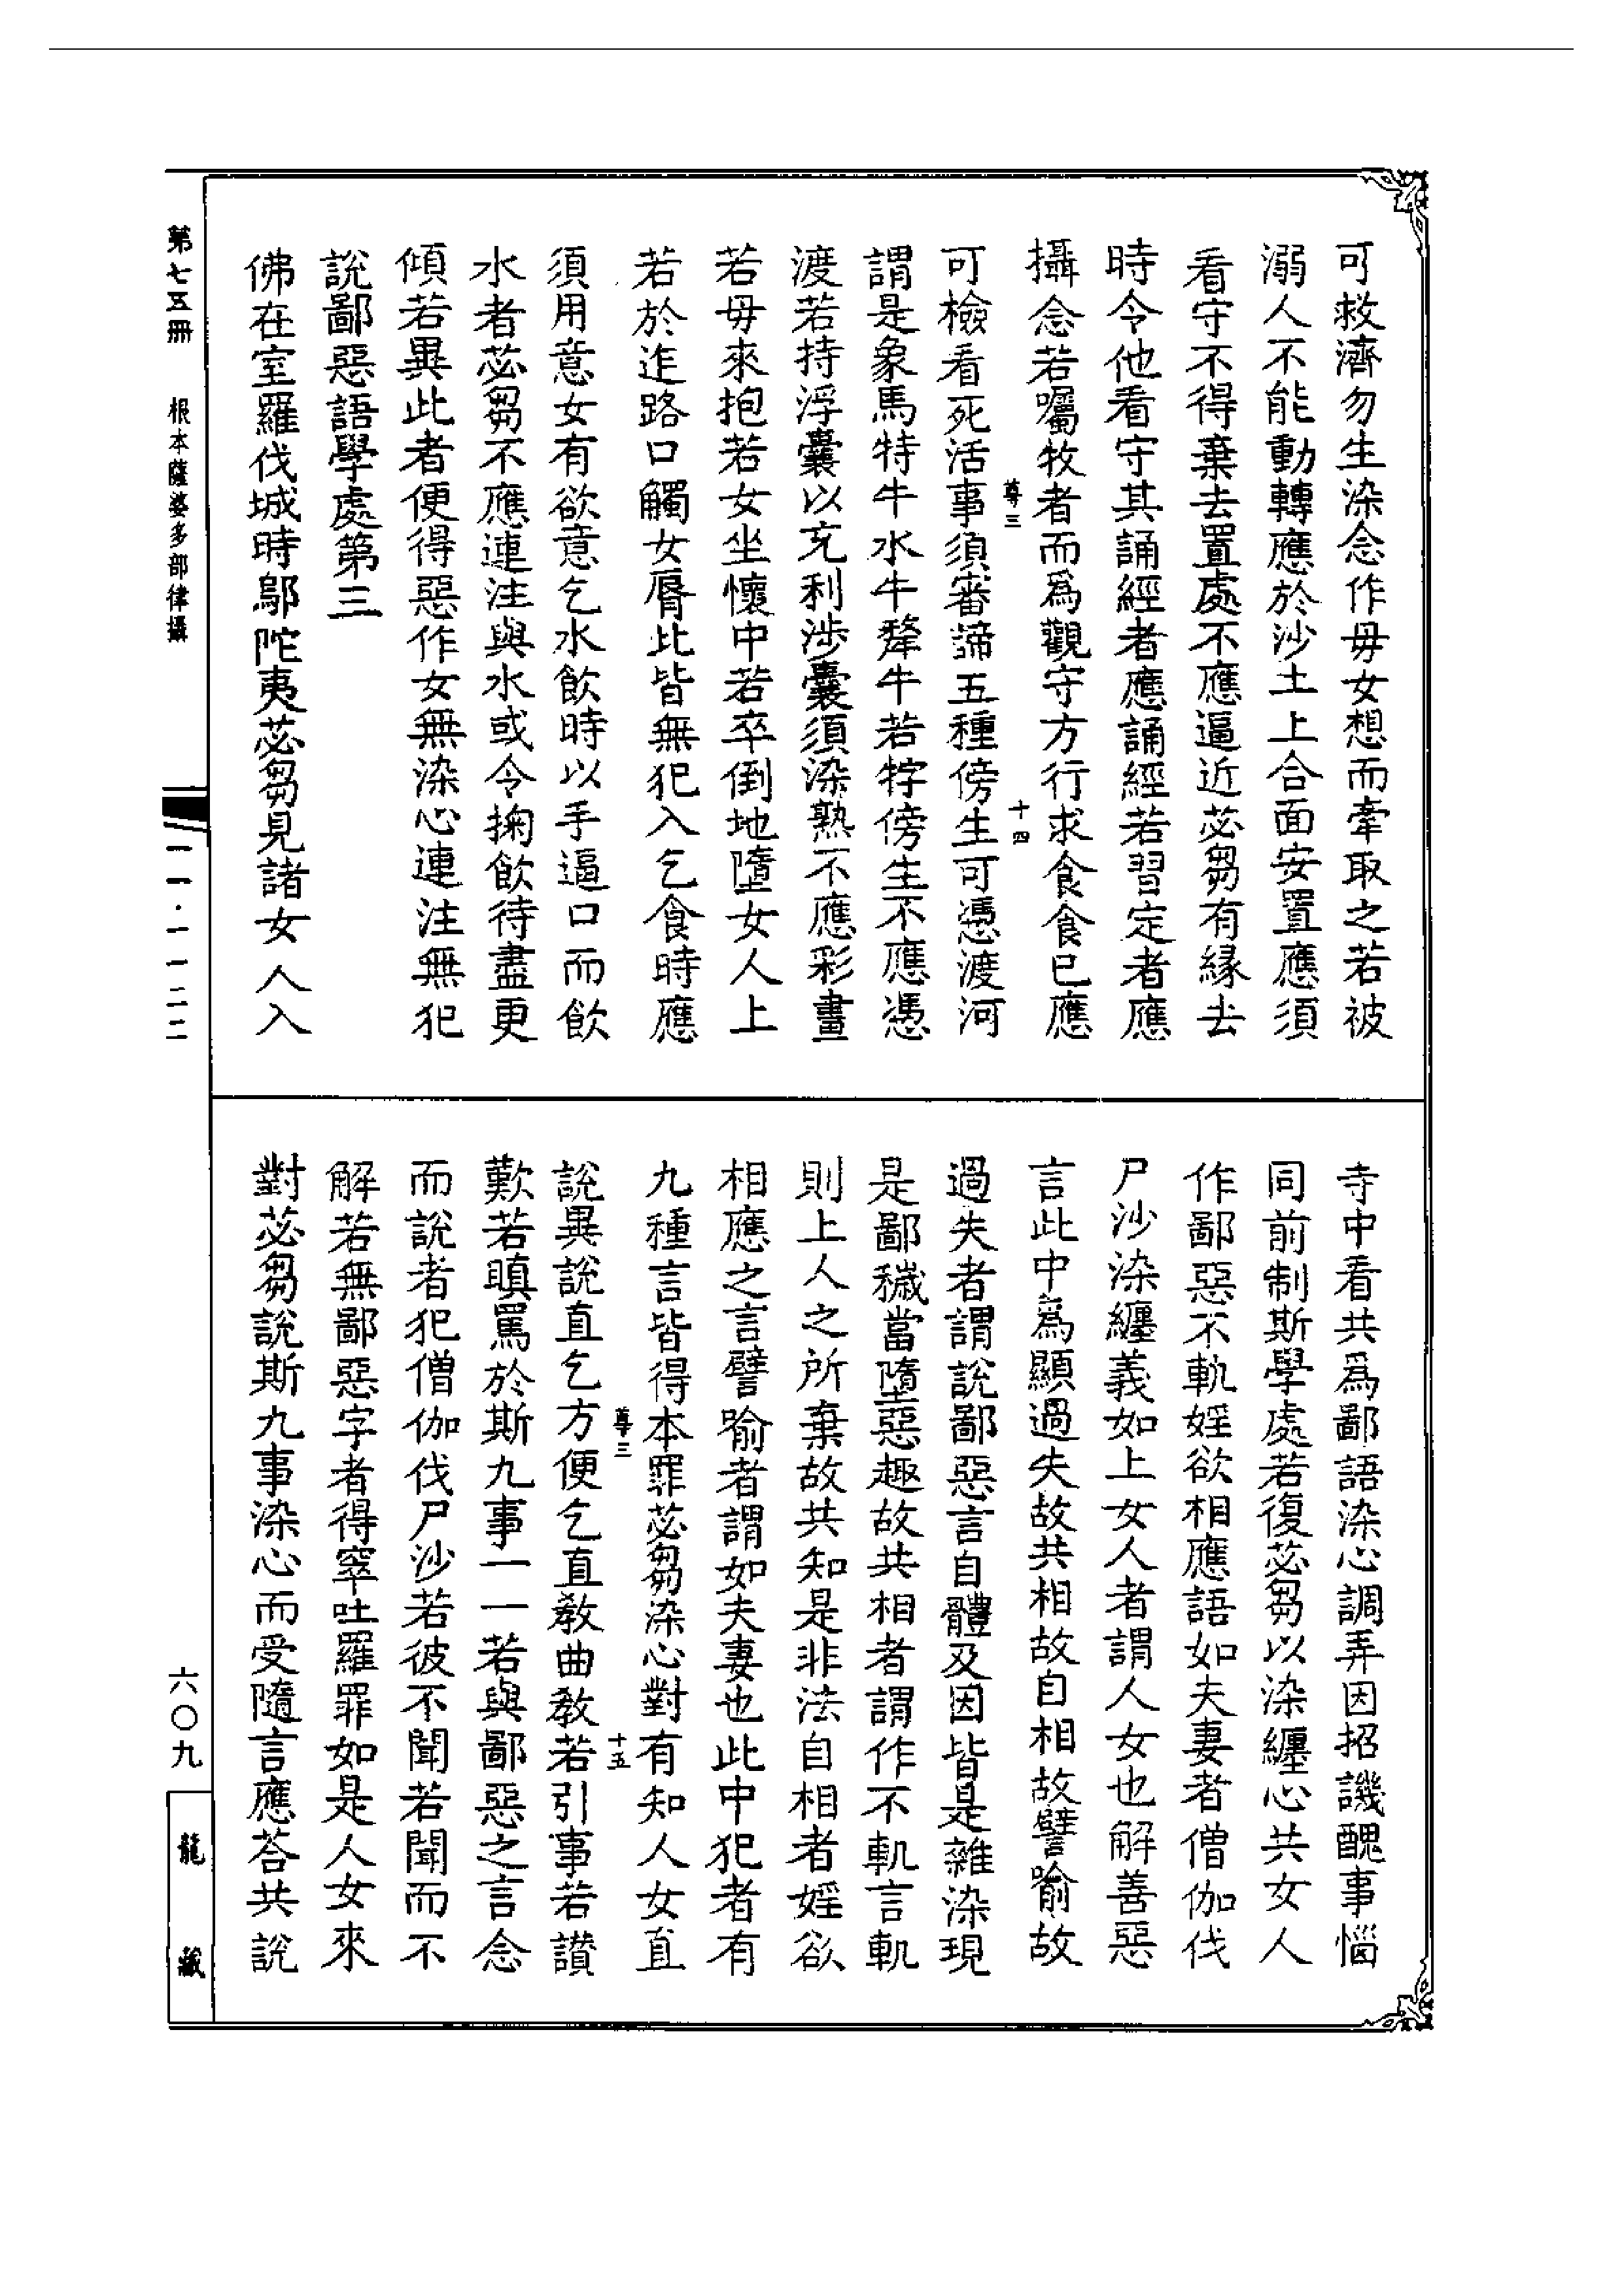 可救濟勿生染念作母女想而牽取之若被
溺人不能動轉應於沙土上合面安置應須
看守不得棄去置處不應逼近苾芻有緣去
時令他看守其誦經者應誦經若習定者應
攝念若囑牧者而爲觀守方行求食食已應
尊三 十四
可檢看死活事須審諦五種傍生可憑渡河
謂是象馬特牛水牛犛牛若牸傍生不應憑
渡若持浮囊以充利涉囊須染熟不應彩畫
若母來抱若女坐懷中若卒倒地墮女人上
若於迮路口觸女脣此皆無犯入乞食時應
須用意女有欲意乞水飲時以手逼口而飲
水者苾芻不應連注與水或令掬飲待盡更
傾若異此者便得惡作女無染心連注無犯
說鄙惡語學處第三
佛在室羅伐城時鄔陀夷苾芻見諸女人入
寺中看共爲鄙語染心調弄因招譏醜事惱
同前制斯學處若復苾芻以染纏心共女人
作鄙惡不軌婬欲相應語如夫妻者僧伽伐
尸沙染纏義如上女人者謂人女也解善惡
言此中爲顯過失故共相故自相故譬喻故
過失者謂說鄙惡言自體及因皆是雜染現
是鄙穢當墮惡趣故共相者謂作不軌言軌
則上人之所棄故共知是非法自相者婬欲
相應之言譬喻者謂如夫妻也此中犯者有
九種言皆得本罪苾芻染心對有知人女直
尊三 十五
說異說直乞方便乞直教曲教若引事若讚
歎若瞋罵於斯九事一一若與鄙惡之言念
而說者犯僧伽伐尸沙若彼不聞若聞而不
解若無鄙惡字者得窣吐羅罪如是人女來
對苾芻說斯九事染心而受隨言應荅共說
第七五冊 根本薩婆多部律攝
一一·一一二二
六〇九
龍藏